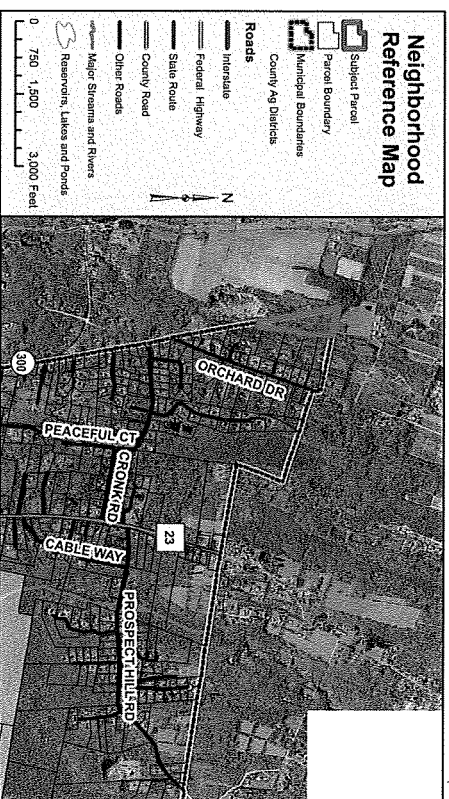 Neighborhood
Reference Map
Subject Parcel
Parcel Boundary
Municipal Boundaries
County Ag Districts
Roads
Interstate
Federal Highway
State Route
County Road
Other Roads
Major Streams and Rivers
Reservoirs, Lakes and Ponds
N
0 750 1,500 3,000 Feet
ORCHARD DR
300
PEACEFUL CT
CRONK RD
23
CABLE WAY
PROSPECT HILL RD